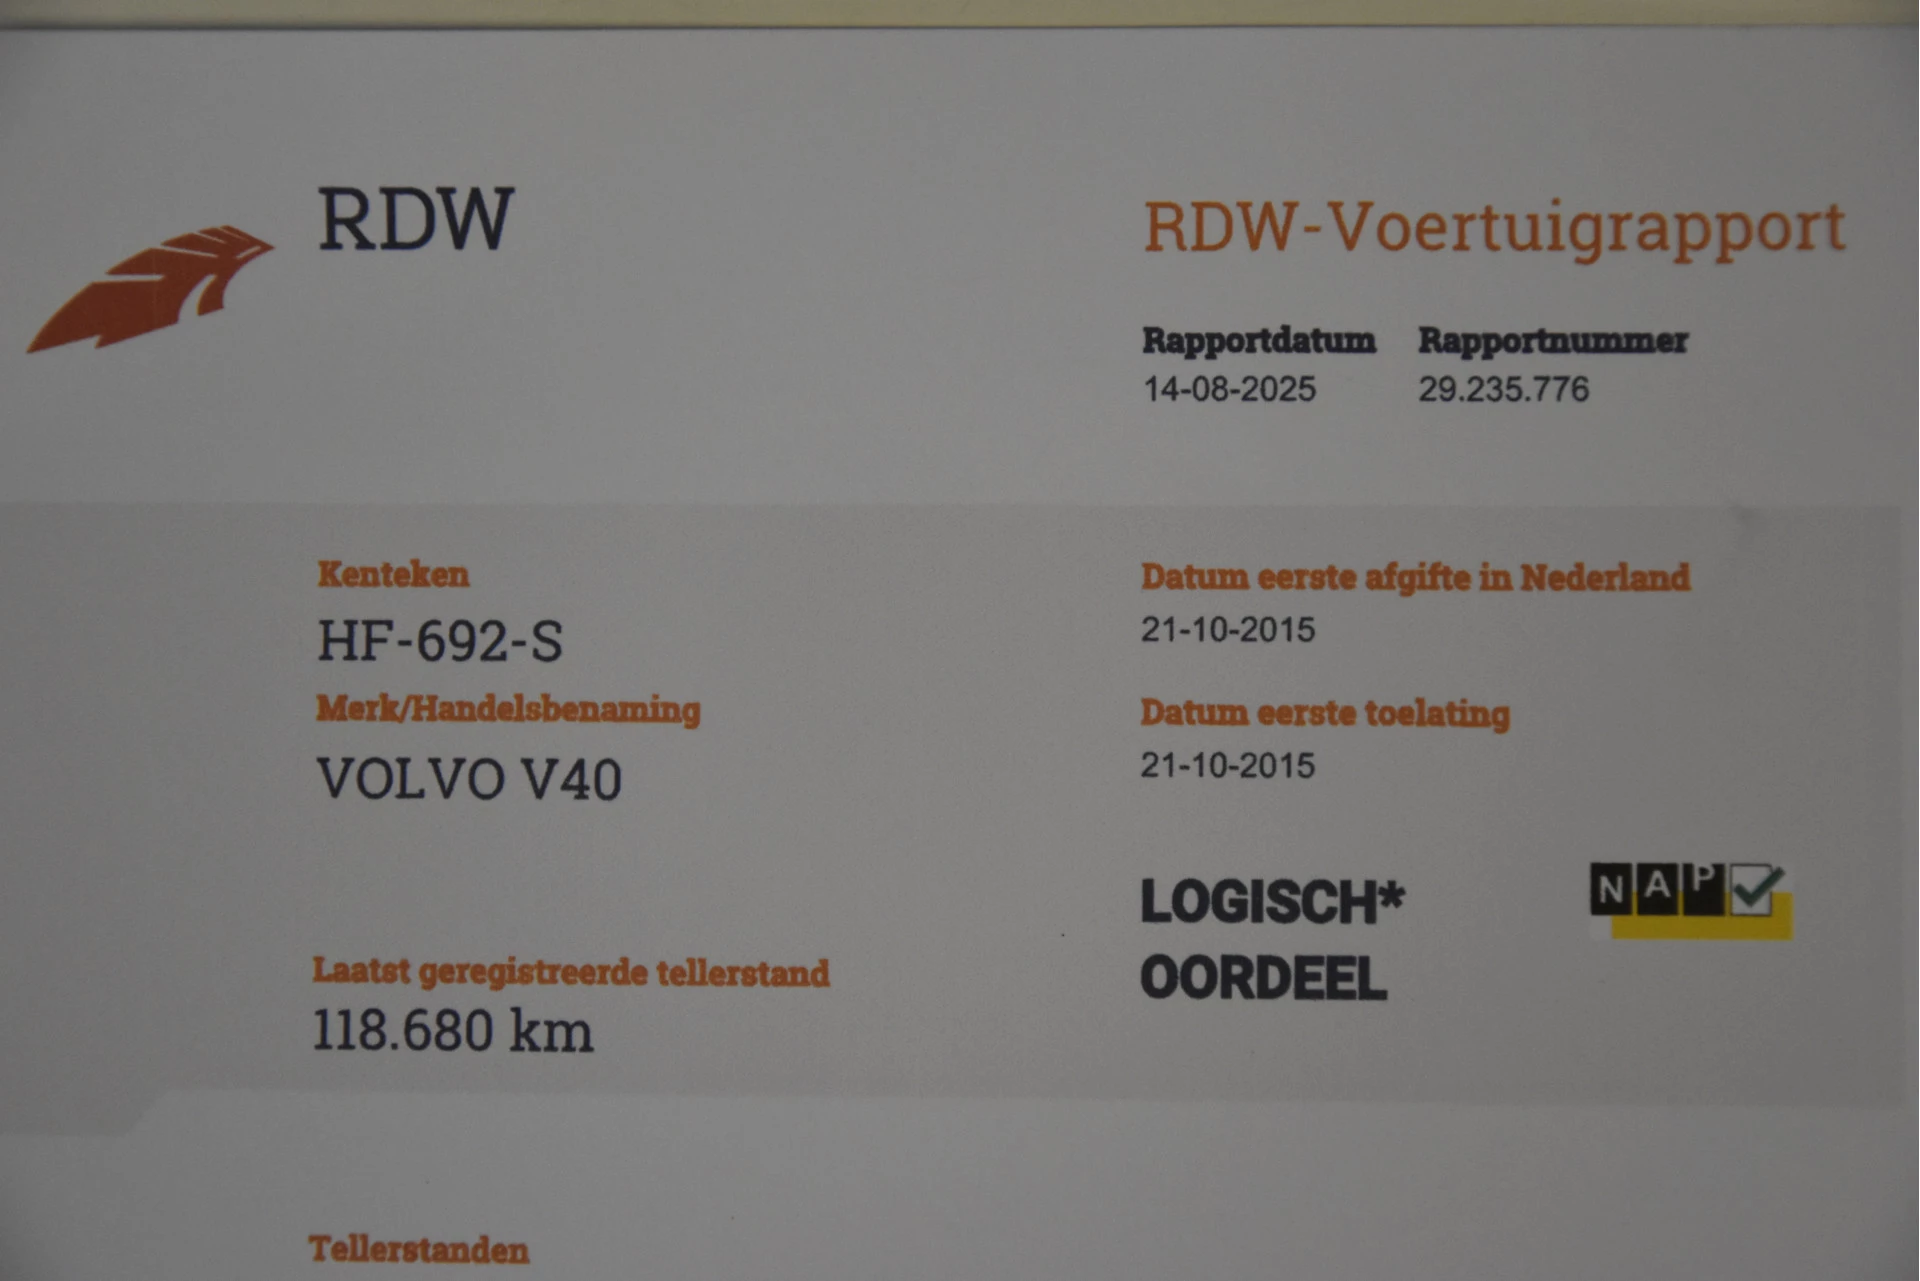 RDW
RDW-Voertuigrapport
Rapportdatum Rapportnummer
14-08-2025 29.235.776
Kenteken
HF-692-S
Merk/Handelsbenaming
VOLVO V40
Laatst geregistreerde tellerstand
118.680 km
Datum eerste afgifte in Nederland
21-10-2015
Datum eerste toelating
21-10-2015
LOGISCH*
OORDEEL
NAP
Tellerstanden